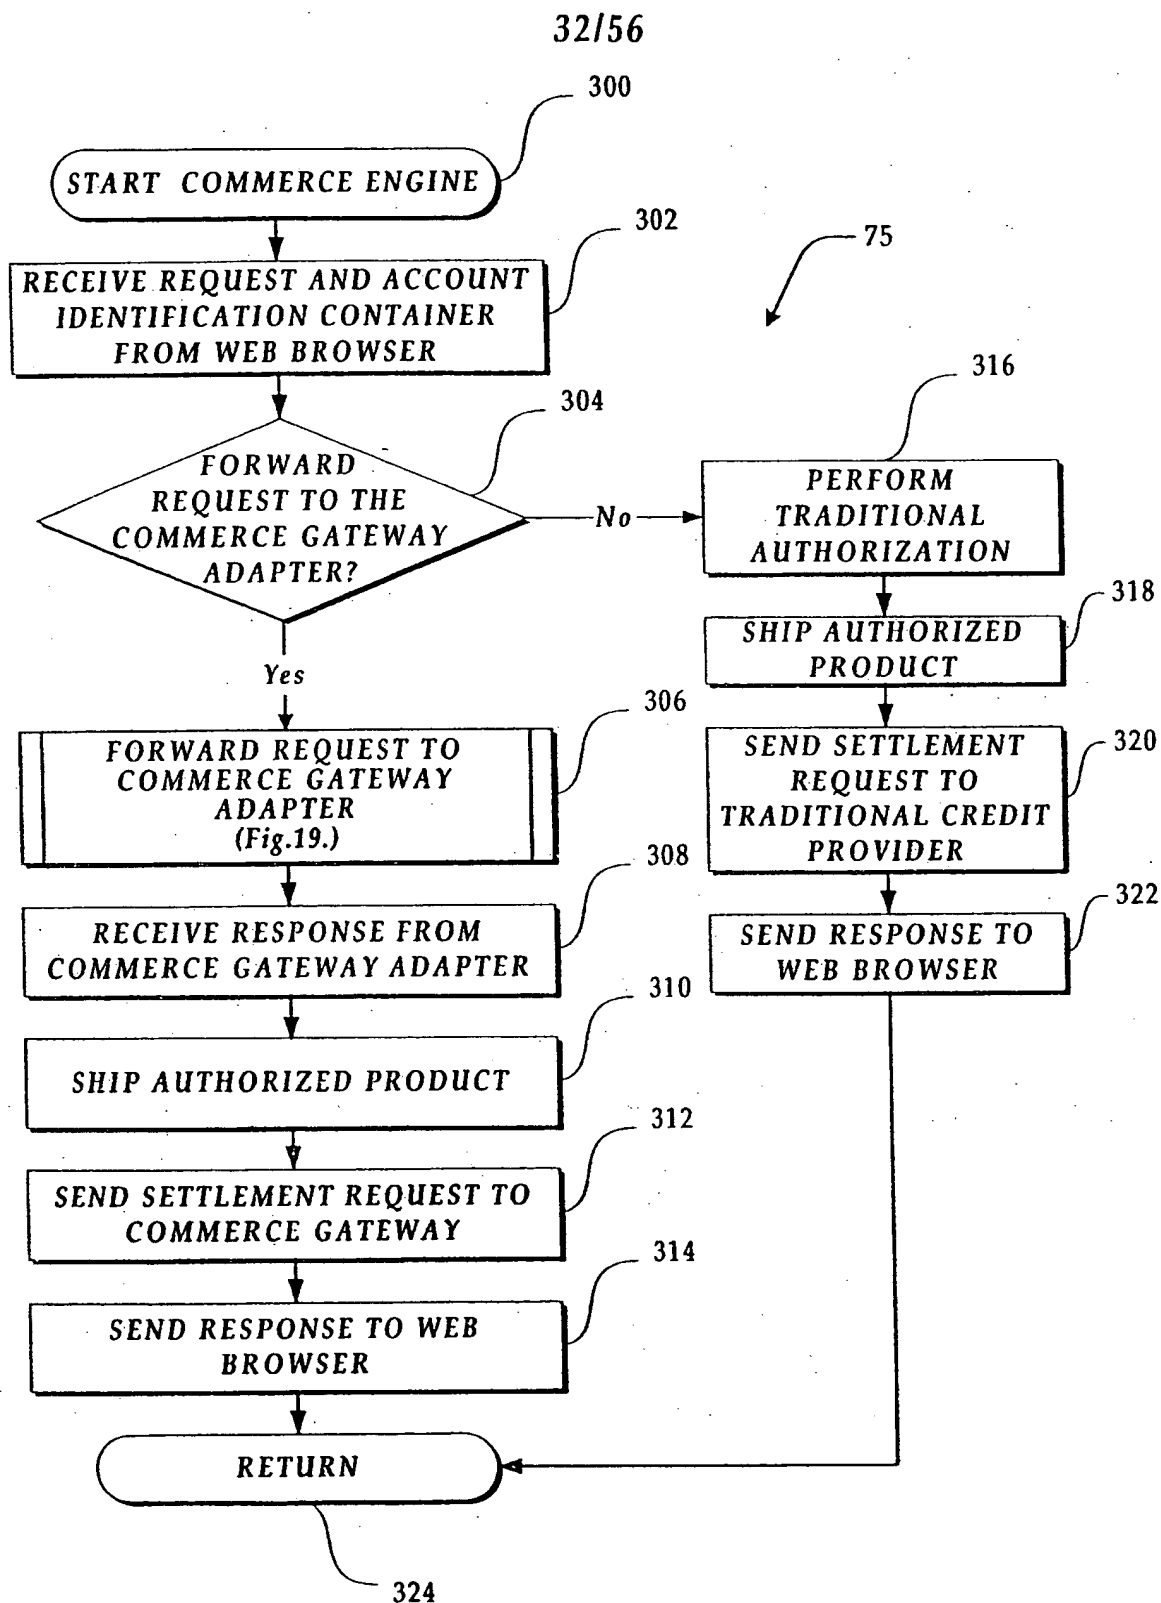 32/56
300
START COMMERCE ENGINE
302
RECEIVE REQUEST AND ACCOUNT
IDENTIFICATION CONTAINER
FROM WEB BROWSER
75
304
FORWARD
REQUEST TO THE
COMMERCE GATEWAY
ADAPTER?
No
Yes
316
PERFORM
TRADITIONAL
AUTHORIZATION
318
SHIP AUTHORIZED
PRODUCT
320
SEND SETTLEMENT
REQUEST TO
TRADITIONAL CREDIT
PROVIDER
322
SEND RESPONSE TO
WEB BROWSER
306
FORWARD REQUEST TO
COMMERCE GATEWAY
ADAPTER
(Fig.19.)
308
RECEIVE RESPONSE FROM
COMMERCE GATEWAY ADAPTER
310
SHIP AUTHORIZED PRODUCT
312
SEND SETTLEMENT REQUEST TO
COMMERCE GATEWAY
314
SEND RESPONSE TO WEB
BROWSER
RETURN
324